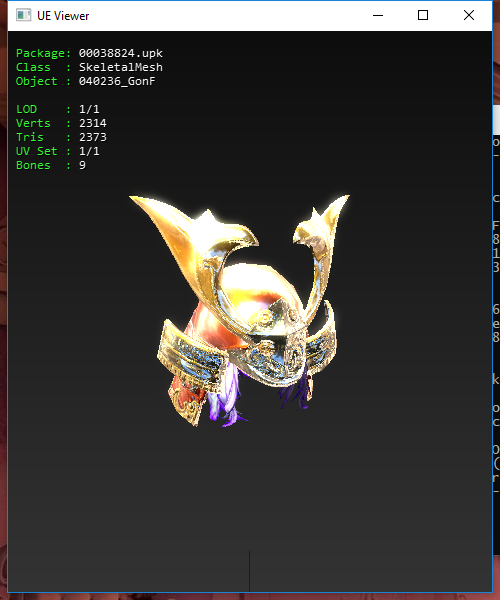 UE Viewer
Package: 00038824.upk
Class  : SkeletalMesh
Object : 040236_GonF
LOD    : 1/1
Verts  : 2314
Tris   : 2373
UV Set : 1/1
Bones  : 9